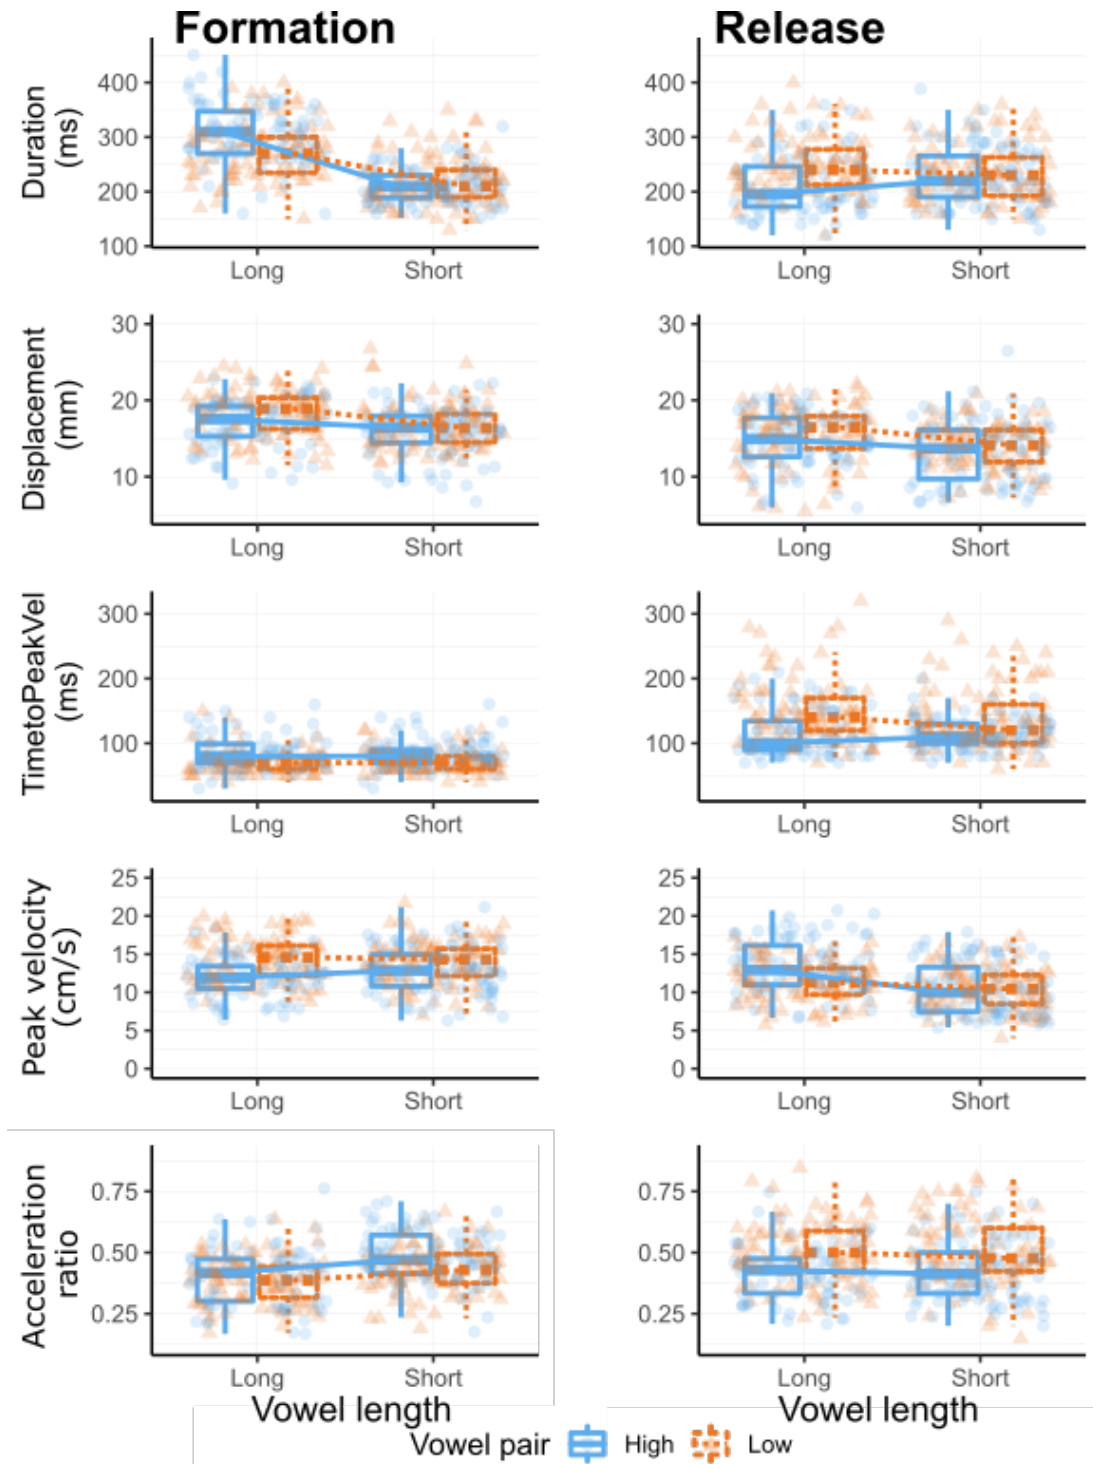 Formation Release
Duration
(ms)
400
300
200
100
Long Short
400
300
200
100
Long Short
Displacement
(mm)
30
20
10
Long Short
30
20
10
Long Short
TimetoPeakVel
(ms)
300
200
100
Long Short
300
200
100
Long Short
Peak velocity
(cm/s)
25
20
15
10
5
0
Long Short
25
20
15
10
5
0
Long Short
Acceleration
ratio
0.75
0.50
0.25
Long Short
0.75
0.50
0.25
Long Short
Vowel length Vowel length
Vowel pair High Low